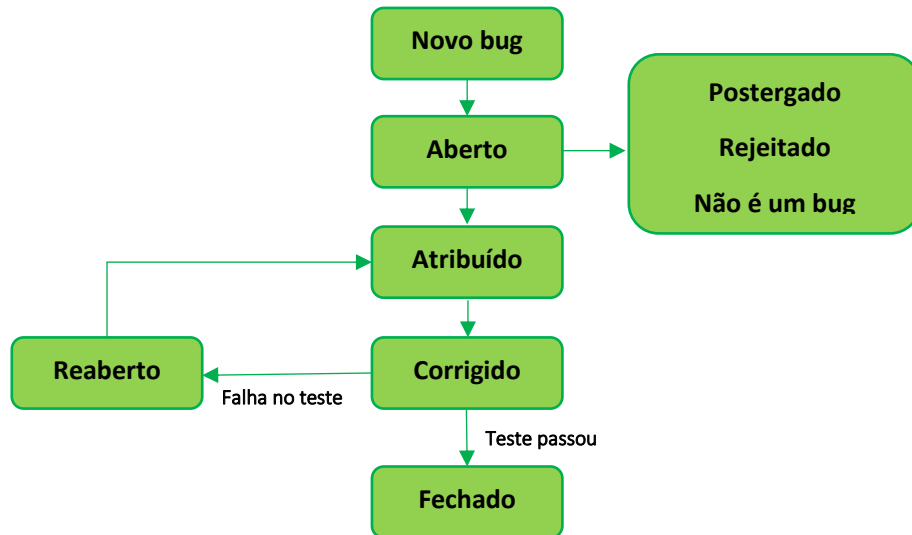 Novo bug
Postergado
Aberto
Rejeitado
Não é um bug
Atribuído
Reaberto
Corrigido
Falha no teste
Teste passou
Fechado